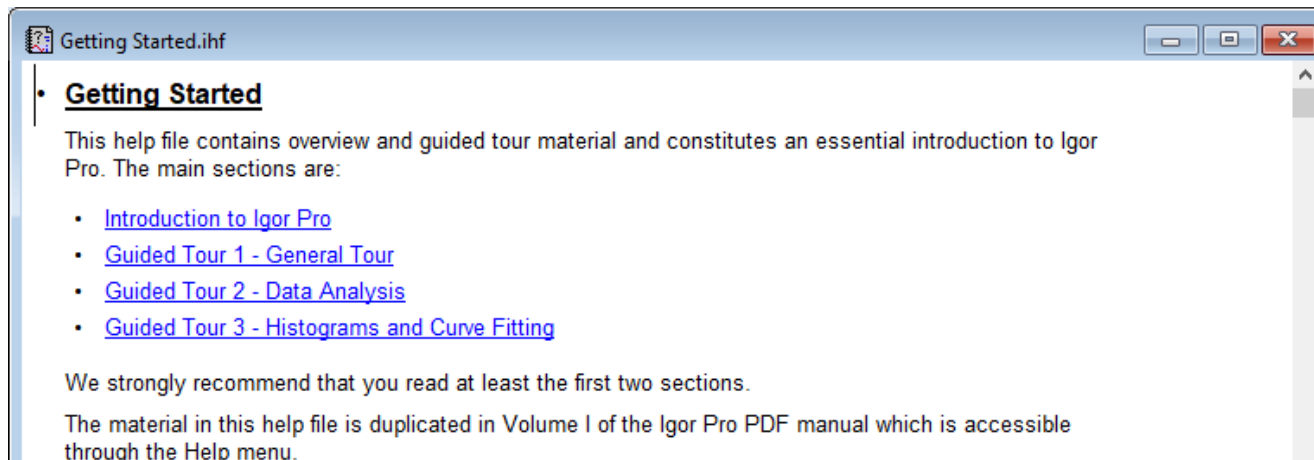 Getting Started.ihf
• Getting Started
This help file contains overview and guided tour material and constitutes an essential introduction to Igor
Pro. The main sections are:
• Introduction to Igor Pro
• Guided Tour 1 - General Tour
• Guided Tour 2 - Data Analysis
• Guided Tour 3 - Histograms and Curve Fitting
We strongly recommend that you read at least the first two sections.
The material in this help file is duplicated in Volume I of the Igor Pro PDF manual which is accessible
through the Help menu.